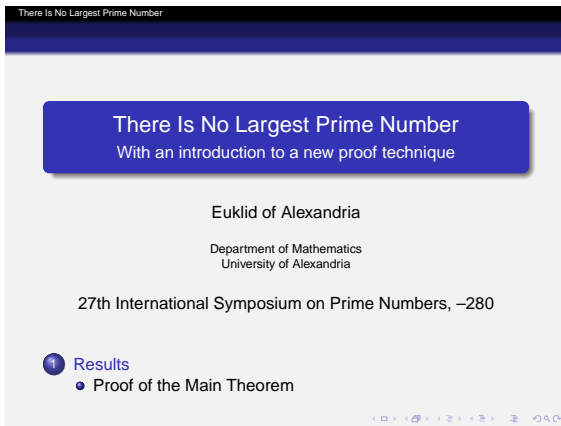 There Is No Largest Prime Number
There Is No Largest Prime Number
With an introduction to a new proof technique
Euklid of Alexandria
Department of Mathematics
University of Alexandria
27th International Symposium on Prime Numbers, –280
1 Results
Proof of the Main Theorem